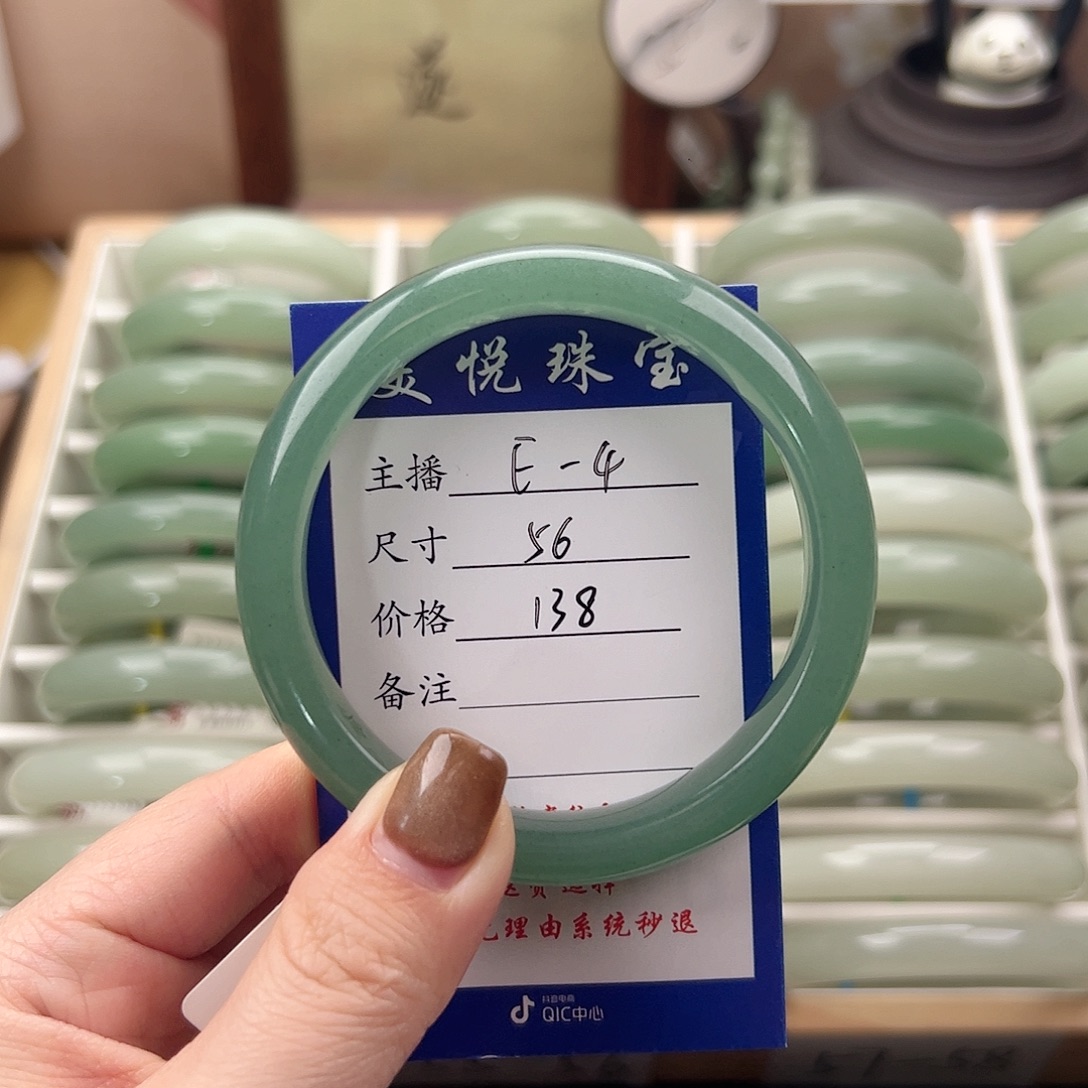 蓬
悦珠宝
主播 E-4
尺寸 56
价格 138
备注
理由系统秒退
抖音电商
QIC中心